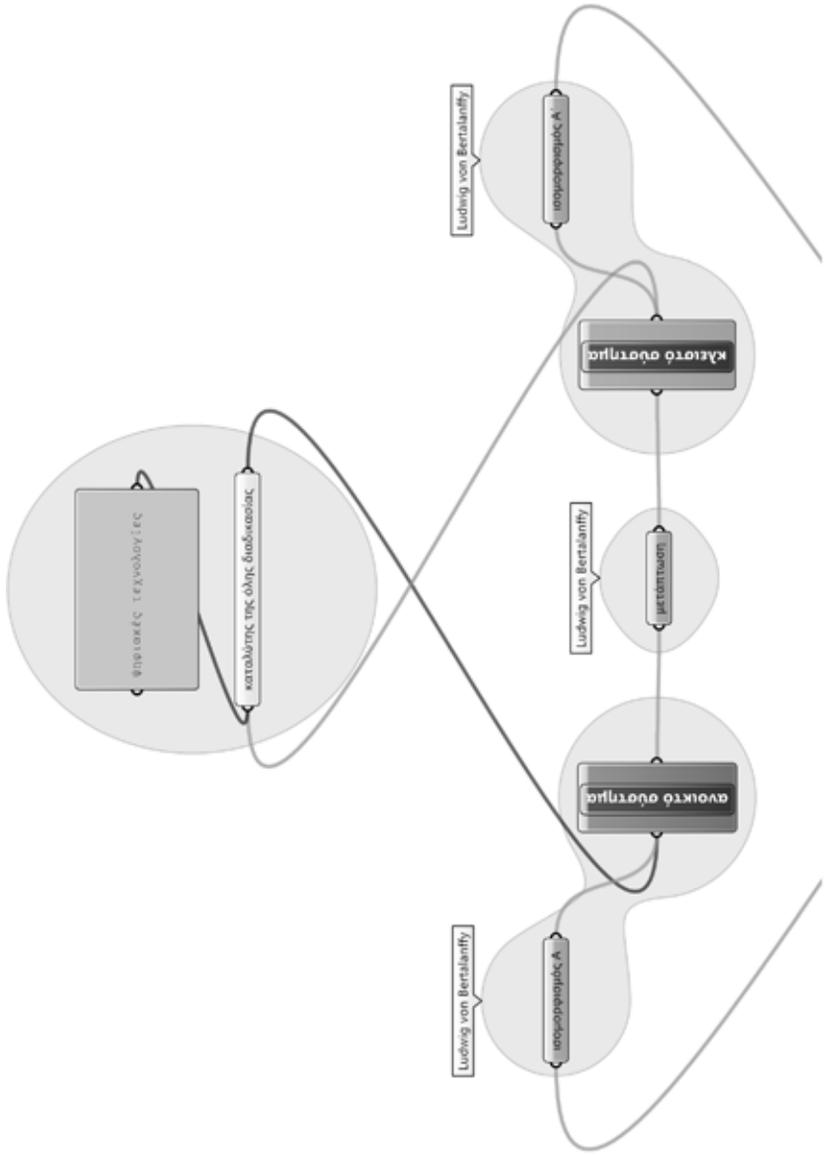 ψηφιακές τεχνολογίες
καταλύτης της όλης διαδικασίας
Ludwig von Bertalanffy
Ludwig von Bertalanffy
ισομορφισμός Α
ισομορφισμός Α΄
Ludwig von Bertalanffy
ανοικτό σύστημα
μετάπτωση
κλειστό σύστημα